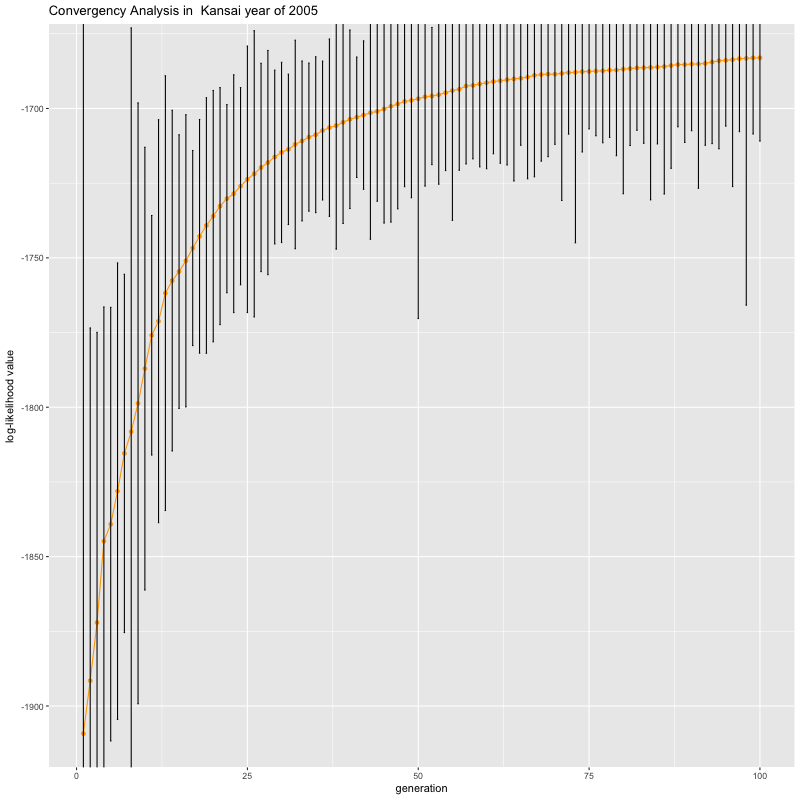 Convergency Analysis in  Kansai year of 2005
log-likelihood value
-1700
-1750
-1800
-1850
-1900
0 25 50 75 100
generation